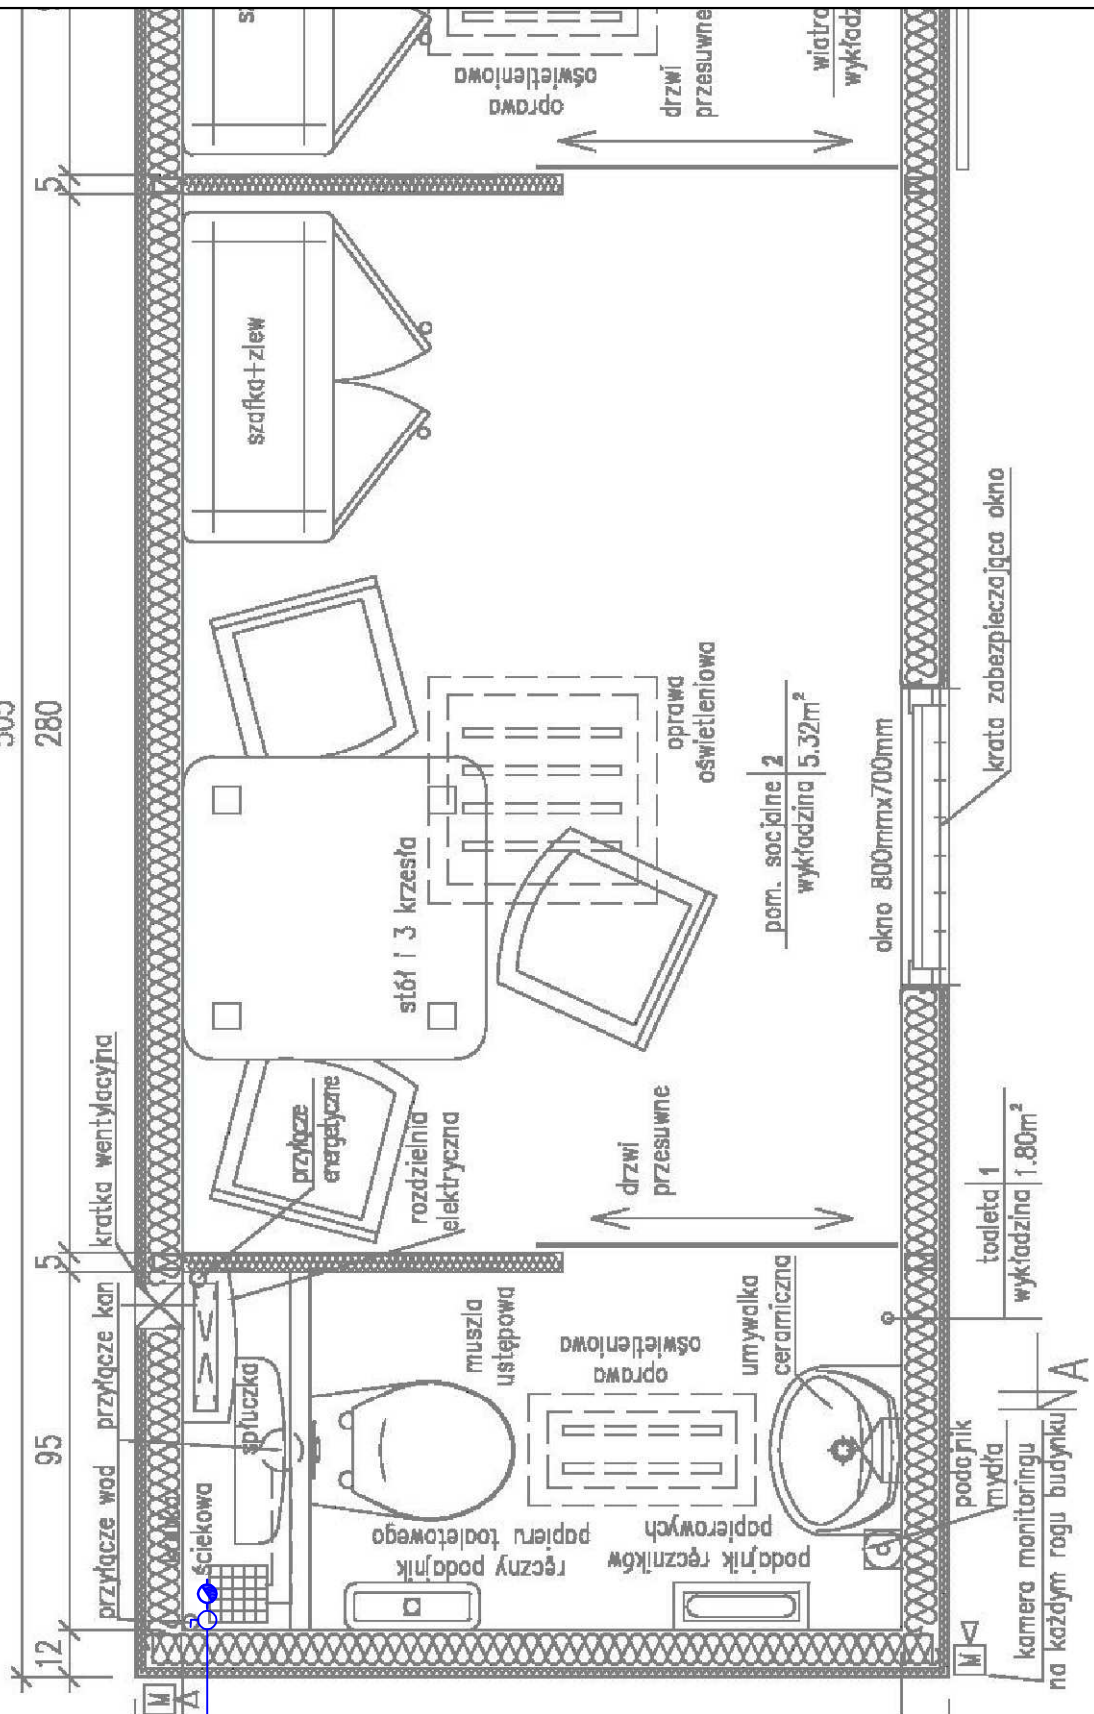 5
280
5
95
12
oprawa
oświetleniowa
drzwi
przesuwne
szafka+zlew
krata zabezpieczająca okno
oprawa
oświetleniowa
pom. socjalne 2
wykładzina 5.32m²
okno 800mmx700mm
stół i 3 krzesła
kratka wentylacyjna
przyłącze
energetyczne
rozdzielnia
elektryczna
drzwi
przesuwne
toaleta 1
wykładzina 1.80m²
przyłącze kan
przyłącze wod
spłuczka
ściekowa
muszla
ustępowa
oprawa
oświetleniowa
umywalka
ceramiczna
ręczny podajnik
papieru toaletowego
podajnik ręczników
papierowych
podajnik
mydła
A
kamera monitoringu
na każdym rogu budynku
M
M